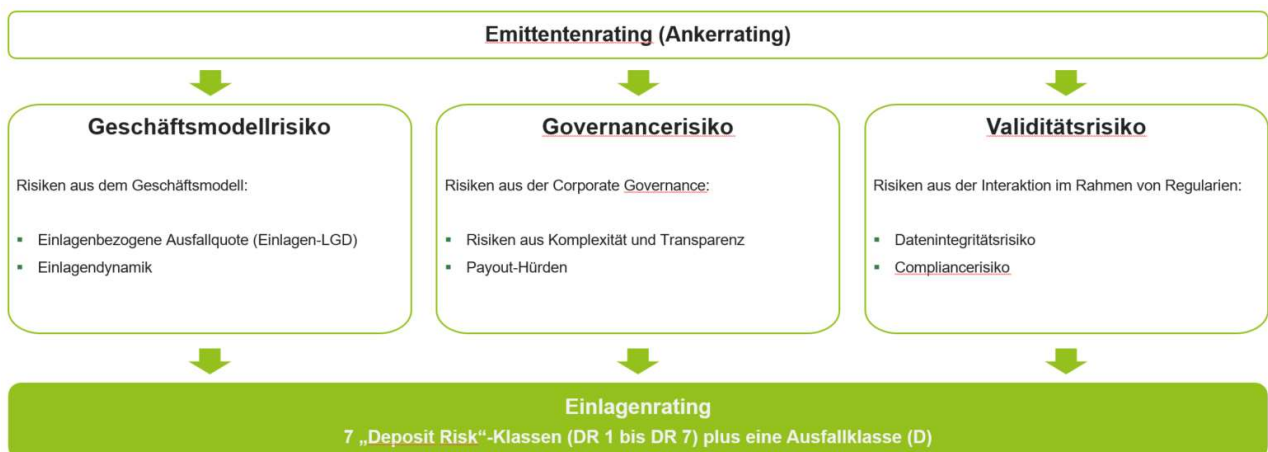 Emittentenrating (Ankerrating)
Geschäftsmodellrisiko
Risiken aus dem Geschäftsmodell:
Einlagenbezogene Ausfallquote (Einlagen-LGD)
Einlagendynamik
Governancerisiko
Risiken aus der Corporate Governance:
Risiken aus Komplexität und Transparenz
Payout-Hürden
Validitätsrisiko
Risiken aus der Interaktion im Rahmen von Regularien:
Datenintegritätsrisiko
Compliancerisiko
Einlagenrating
7 „Deposit Risk“-Klassen (DR 1 bis DR 7) plus eine Ausfallklasse (D)